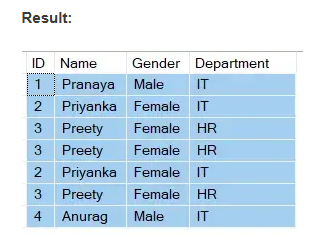 Result:
ID Name Gender Department
1 Pranaya Male IT
2 Priyanka Female IT
3 Preety Female HR
3 Preety Female HR
2 Priyanka Female IT
3 Preety Female HR
4 Anurag Male IT